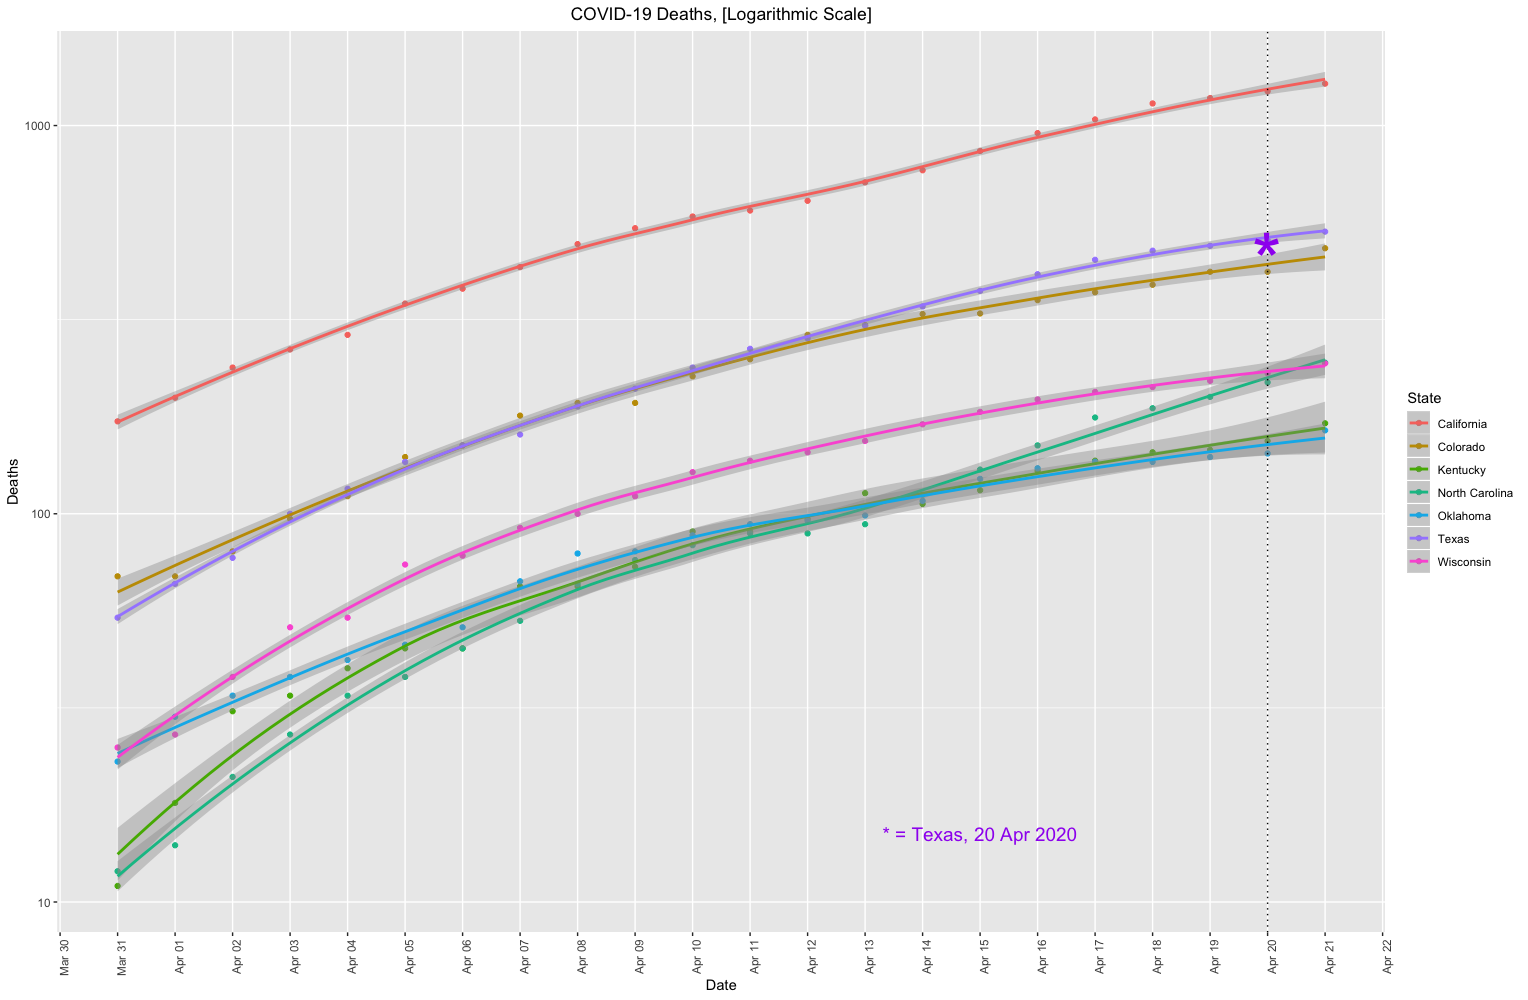 COVID-19 Deaths, [Logarithmic Scale]
Deaths
1000
100
10
*
* = Texas, 20 Apr 2020
Mar 30
Mar 31
Apr 01
Apr 02
Apr 03
Apr 04
Apr 05
Apr 06
Apr 07
Apr 08
Apr 09
Apr 10
Apr 11
Apr 12
Apr 13
Apr 14
Apr 15
Apr 16
Apr 17
Apr 18
Apr 19
Apr 20
Apr 21
Apr 22
Date
State
California
Colorado
Kentucky
North Carolina
Oklahoma
Texas
Wisconsin